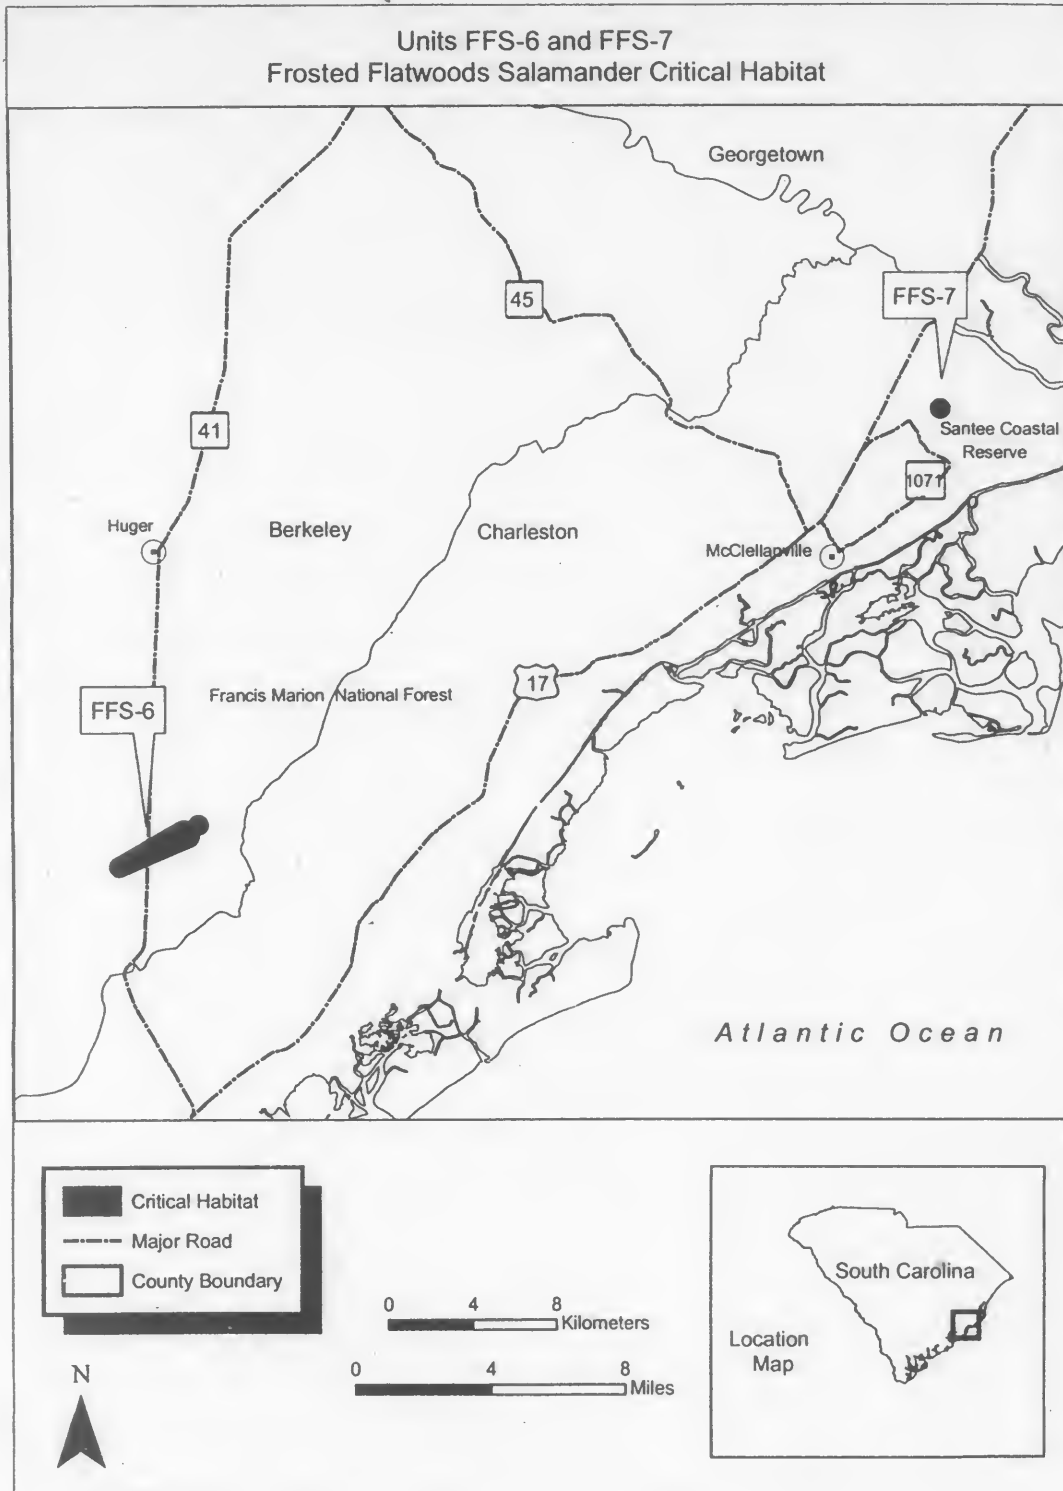 Units FFS-6 and FFS-7
Frosted Flatwoods Salamander Critical Habitat
Georgetown
FFS-7
45
41
Santee Coastal
Reserve
1071
Huger
Berkeley
Charleston
McClellanville
17
Francis Marion National Forest
FFS-6
Atlantic Ocean
Critical Habitat
Major Road
County Boundary
0 4 8
Kilometers
0 4 8
Miles
N
South Carolina
Location
Map